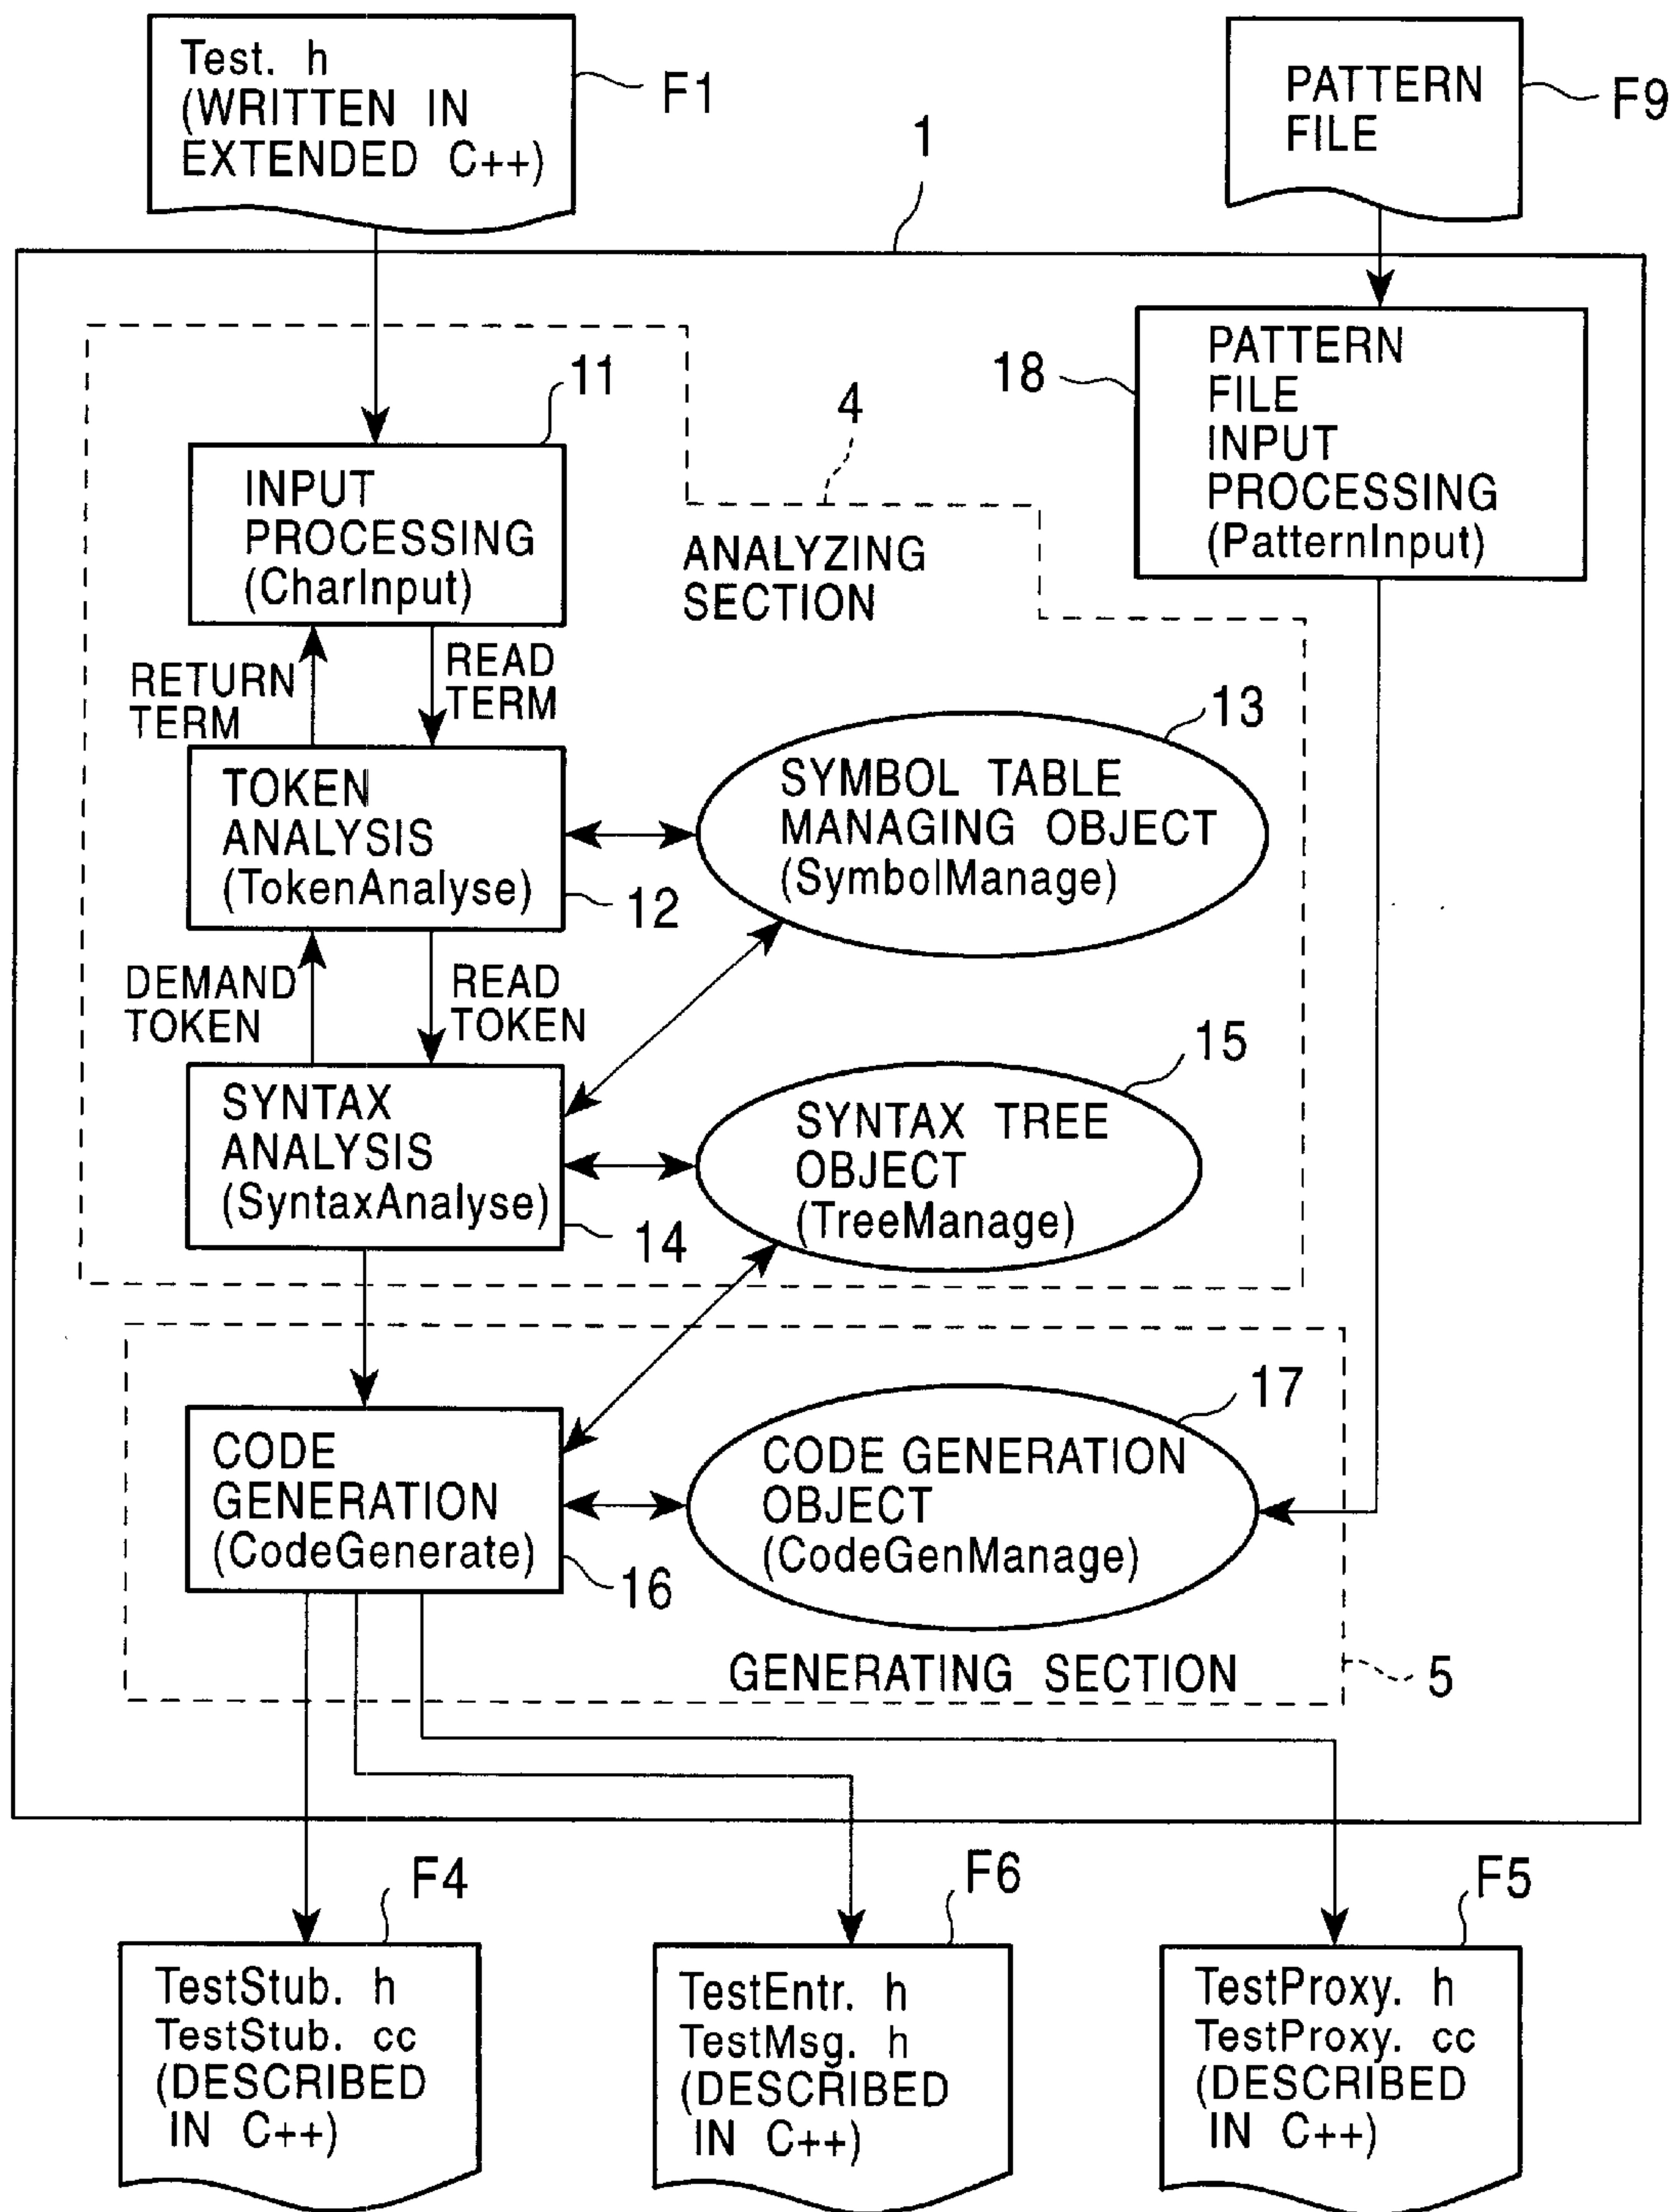 Test. h
(WRITTEN IN
EXTENDED C++)
F1
PATTERN
FILE
F9
1
11
4
18
PATTERN
FILE
INPUT
PROCESSING
(PatternInput)
INPUT
PROCESSING
(CharInput)
ANALYZING
SECTION
RETURN
TERM
READ
TERM
13
TOKEN
ANALYSIS
(TokenAnalyse)
12
SYMBOL TABLE
MANAGING OBJECT
(SymbolManage)
DEMAND
TOKEN
READ
TOKEN
15
SYNTAX
ANALYSIS
(SyntaxAnalyse)
14
SYNTAX TREE
OBJECT
(TreeManage)
17
CODE
GENERATION
(CodeGenerate)
16
CODE GENERATION
OBJECT
(CodeGenManage)
GENERATING SECTION
5
F4
F6
F5
TestStub. h
TestStub. cc
(DESCRIBED
IN C++)
TestEntr. h
TestMsg. h
(DESCRIBED
IN C++)
TestProxy. h
TestProxy. cc
(DESCRIBED
IN C++)